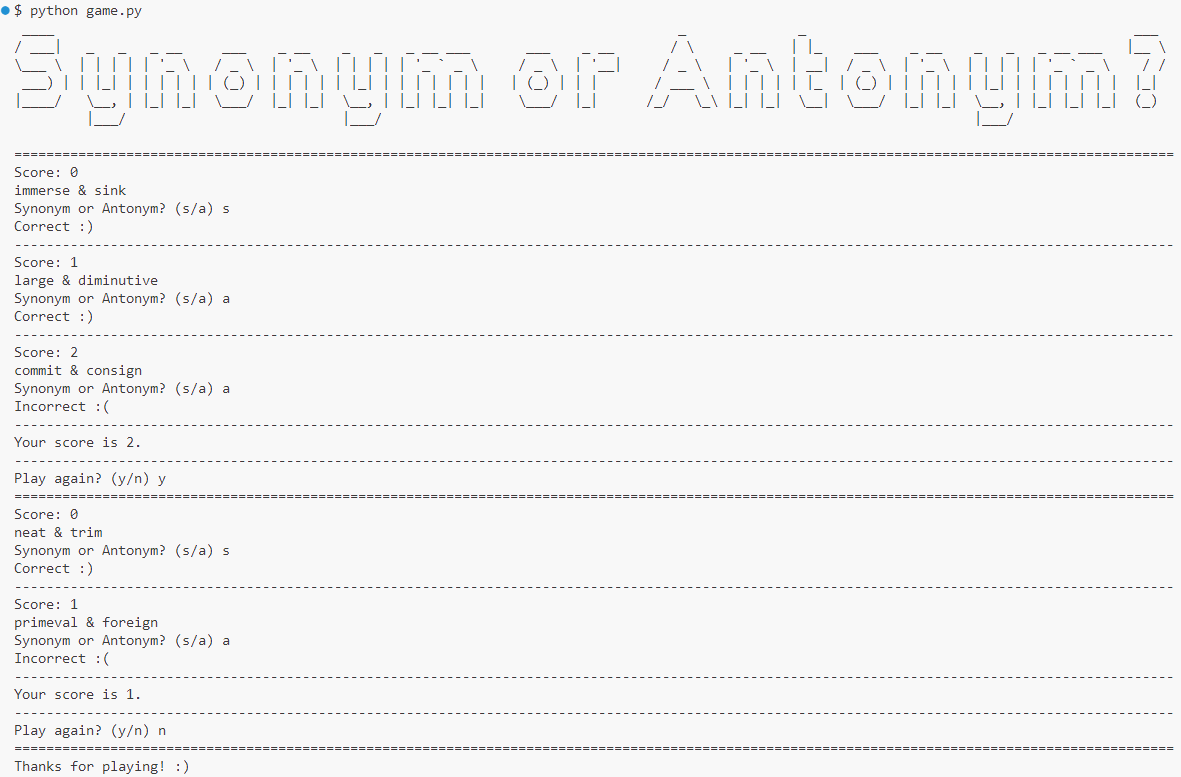 $ python game.py
Synonym or Antonym?
======================================================================================================================================================
Score: 0
immerse & sink
Synonym or Antonym? (s/a) s
Correct :)
------------------------------------------------------------------------------------------------------------------------------------------------------
Score: 1
large & diminutive
Synonym or Antonym? (s/a) a
Correct :)
------------------------------------------------------------------------------------------------------------------------------------------------------
Score: 2
commit & consign
Synonym or Antonym? (s/a) a
Incorrect :(
------------------------------------------------------------------------------------------------------------------------------------------------------
Your score is 2.
------------------------------------------------------------------------------------------------------------------------------------------------------
Play again? (y/n) y
======================================================================================================================================================
Score: 0
neat & trim
Synonym or Antonym? (s/a) s
Correct :)
------------------------------------------------------------------------------------------------------------------------------------------------------
Score: 1
primeval & foreign
Synonym or Antonym? (s/a) a
Incorrect :(
------------------------------------------------------------------------------------------------------------------------------------------------------
Your score is 1.
------------------------------------------------------------------------------------------------------------------------------------------------------
Play again? (y/n) n
======================================================================================================================================================
Thanks for playing! :)